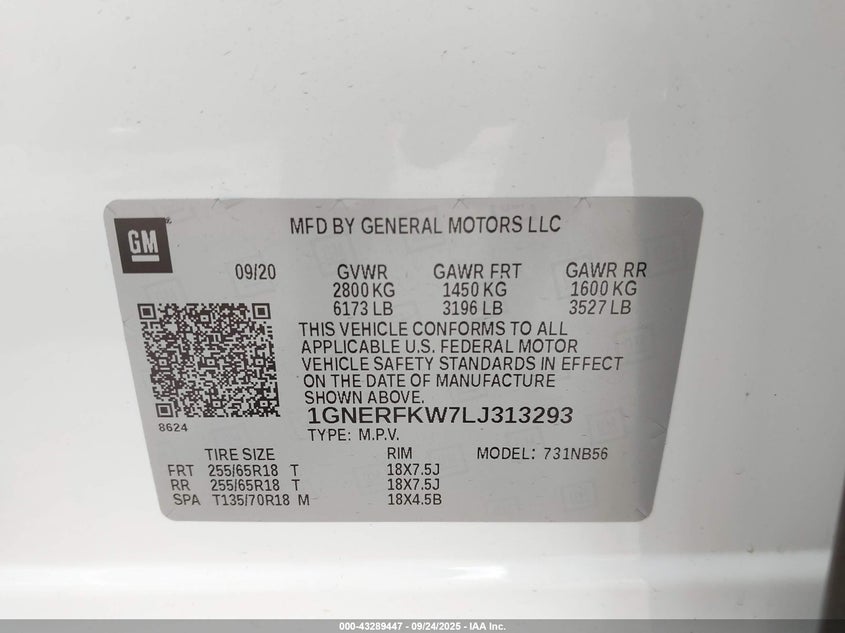 GM
MFD BY GENERAL MOTORS LLC
09/20 GVWR GAWR FRT GAWR RR
2800 KG 1450 KG 1600 KG
6173 LB 3196 LB 3527 LB
THIS VEHICLE CONFORMS TO ALL
APPLICABLE U.S. FEDERAL MOTOR
VEHICLE SAFETY STANDARDS IN EFFECT
ON THE DATE OF MANUFACTURE
SHOWN ABOVE.
8624
1GNERFKW7LJ313293
TYPE: M.P.V.
TIRE SIZE RIM MODEL: 731NB56
FRT 255/65R18 T 18X7.5J
RR 255/65R18 T 18X7.5J
SPA T135/70R18 M 18X4.5B
000-43289447 - 09/24/2025 - IAA Inc.